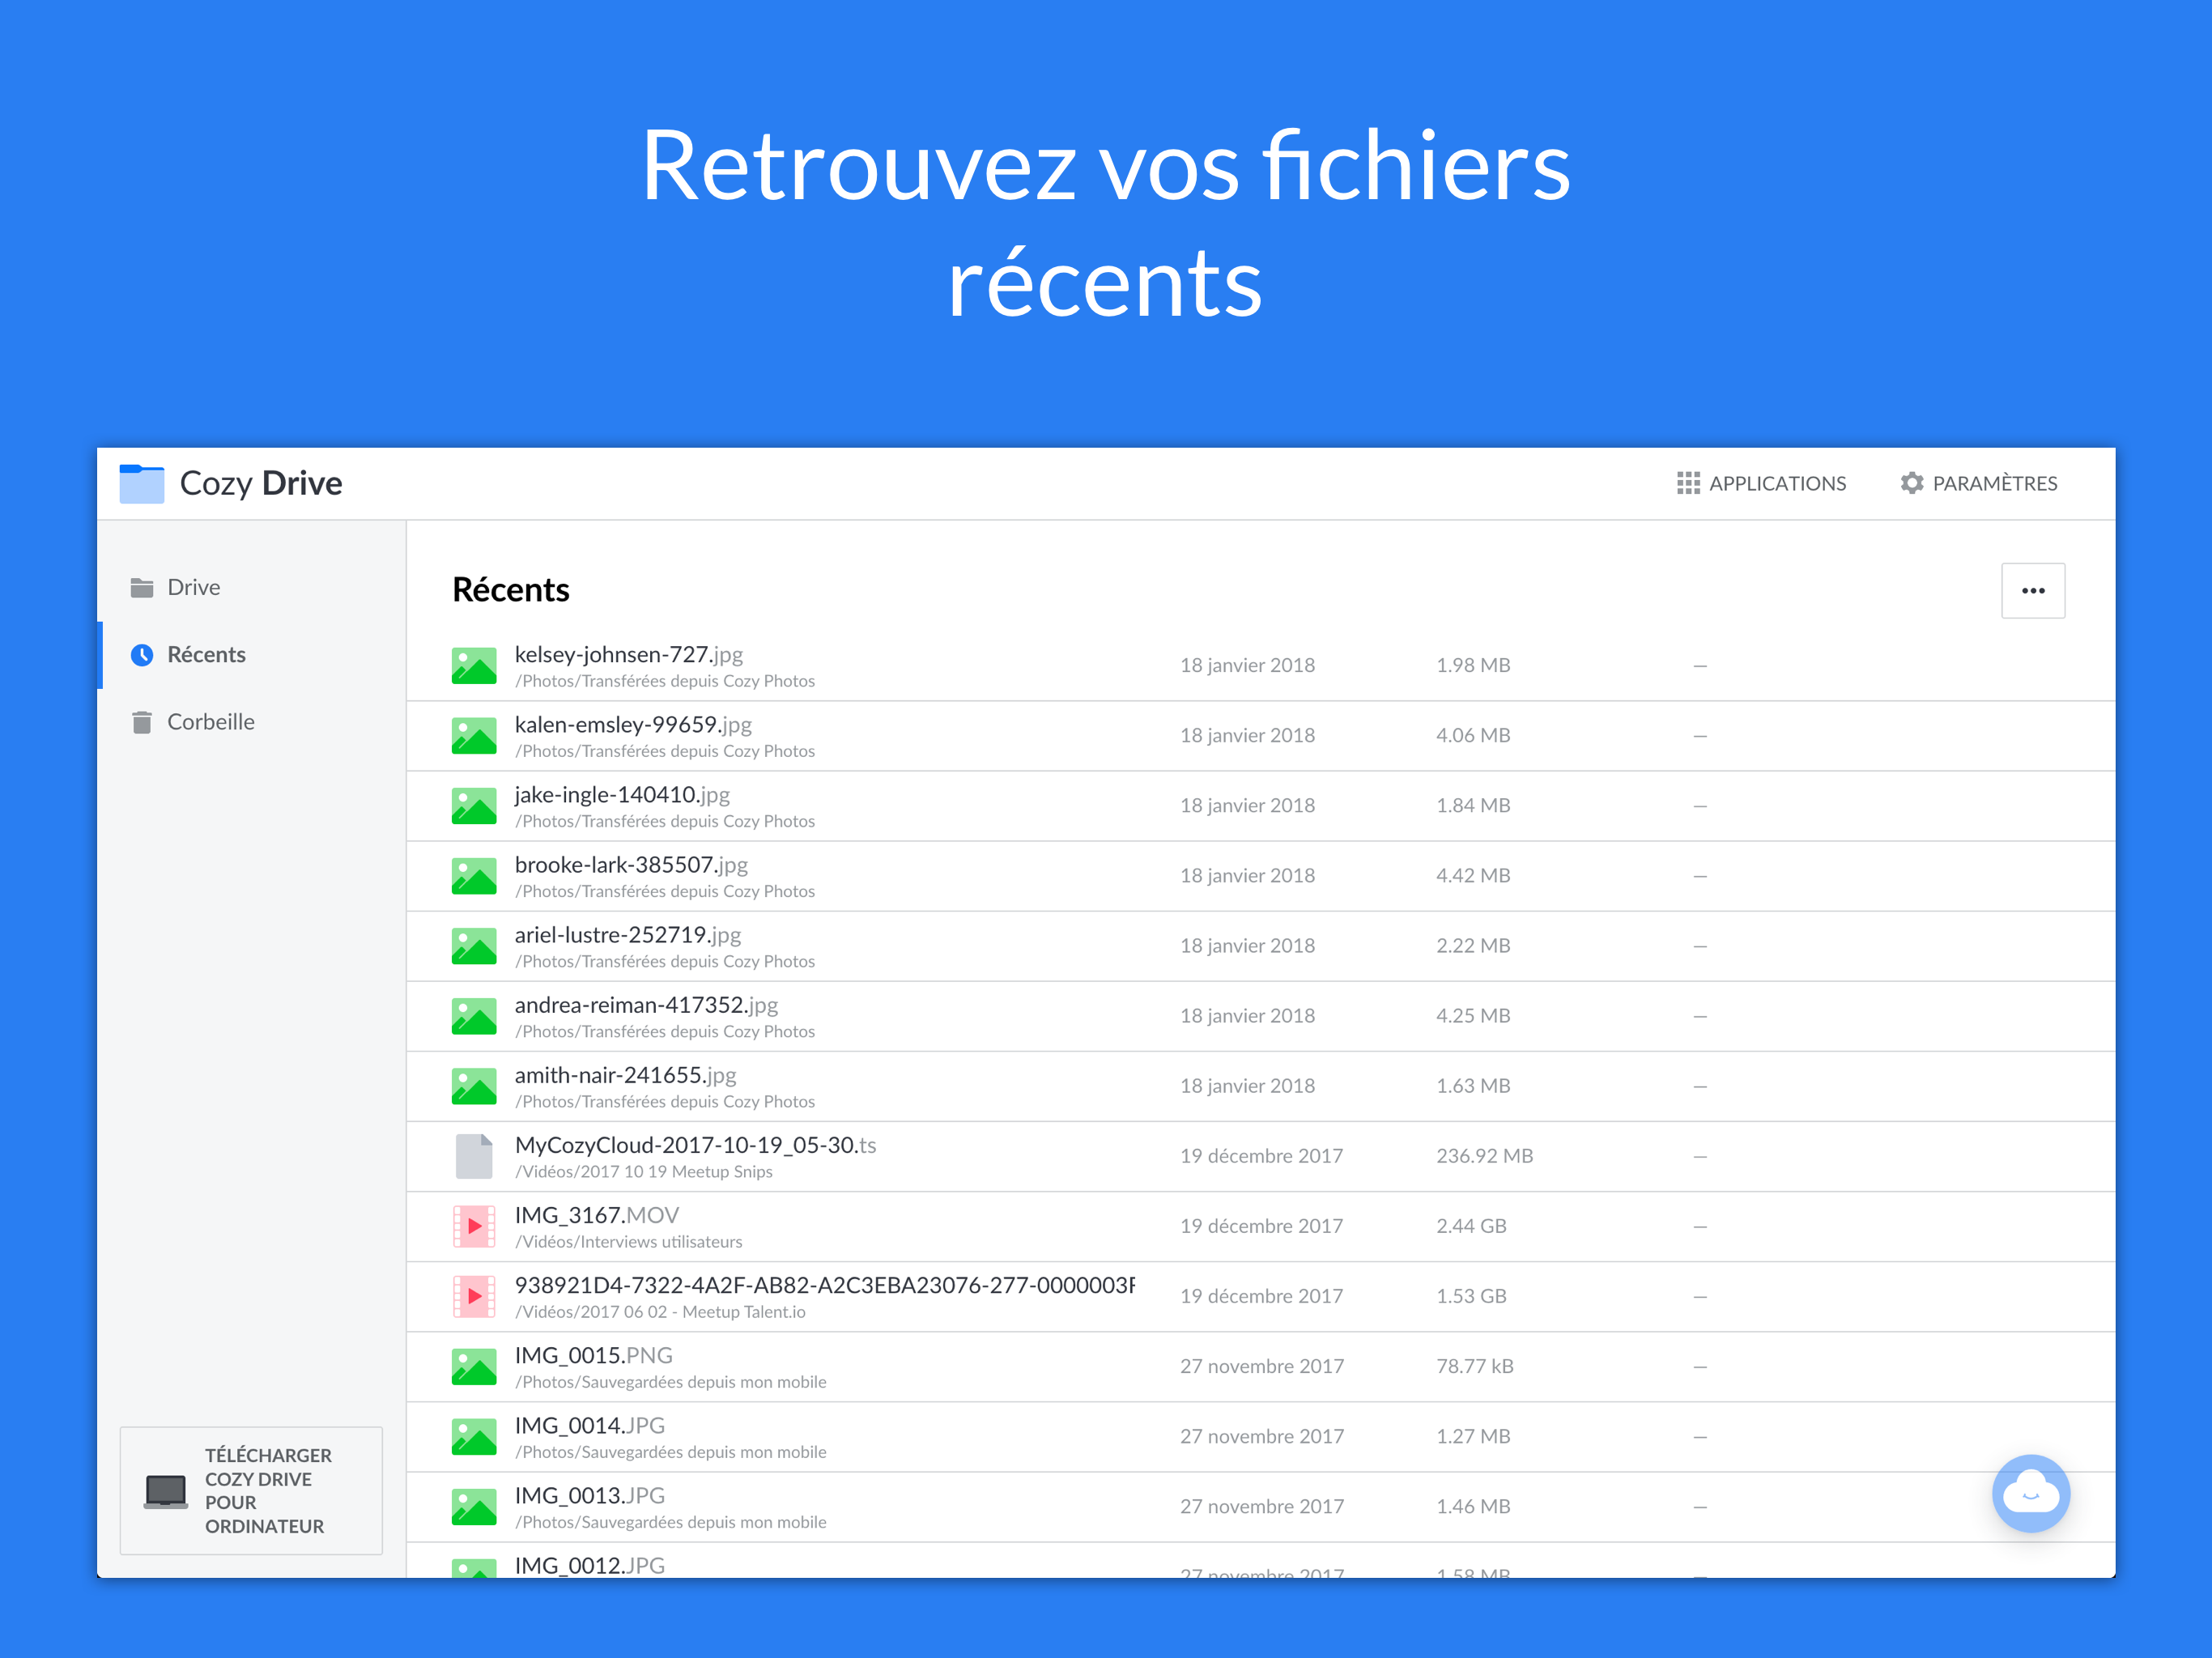 Retrouvez vos fichiers
récents
Cozy Drive
APPLICATIONS
PARAMÈTRES
Drive
Récents
Corbeille
TÉLÉCHARGER
COZY DRIVE
POUR
ORDINATEUR
Récents
kelsey-johnsen-727.jpg
/Photos/Transférées depuis Cozy Photos
18 janvier 2018
1.98 MB
—
kalen-emsley-99659.jpg
/Photos/Transférées depuis Cozy Photos
18 janvier 2018
4.06 MB
—
jake-ingle-140410.jpg
/Photos/Transférées depuis Cozy Photos
18 janvier 2018
1.84 MB
—
brooke-lark-385507.jpg
/Photos/Transférées depuis Cozy Photos
18 janvier 2018
4.42 MB
—
ariel-lustre-252719.jpg
/Photos/Transférées depuis Cozy Photos
18 janvier 2018
2.22 MB
—
andrea-reiman-417352.jpg
/Photos/Transférées depuis Cozy Photos
18 janvier 2018
4.25 MB
—
amith-nair-241655.jpg
/Photos/Transférées depuis Cozy Photos
18 janvier 2018
1.63 MB
—
MyCozyCloud-2017-10-19_05-30.ts
/Vidéos/2017 10 19 Meetup Snips
19 décembre 2017
236.92 MB
—
IMG_3167.MOV
/Vidéos/Interviews utilisateurs
19 décembre 2017
2.44 GB
—
938921D4-7322-4A2F-AB82-A2C3EBA23076-277-0000003F
/Vidéos/2017 06 02 - Meetup Talent.io
19 décembre 2017
1.53 GB
—
IMG_0015.PNG
/Photos/Sauvegardées depuis mon mobile
27 novembre 2017
78.77 kB
—
IMG_0014.JPG
/Photos/Sauvegardées depuis mon mobile
27 novembre 2017
1.27 MB
—
IMG_0013.JPG
/Photos/Sauvegardées depuis mon mobile
27 novembre 2017
1.46 MB
—
IMG_0012.JPG
27 novembre 2017
1.58 MB
—